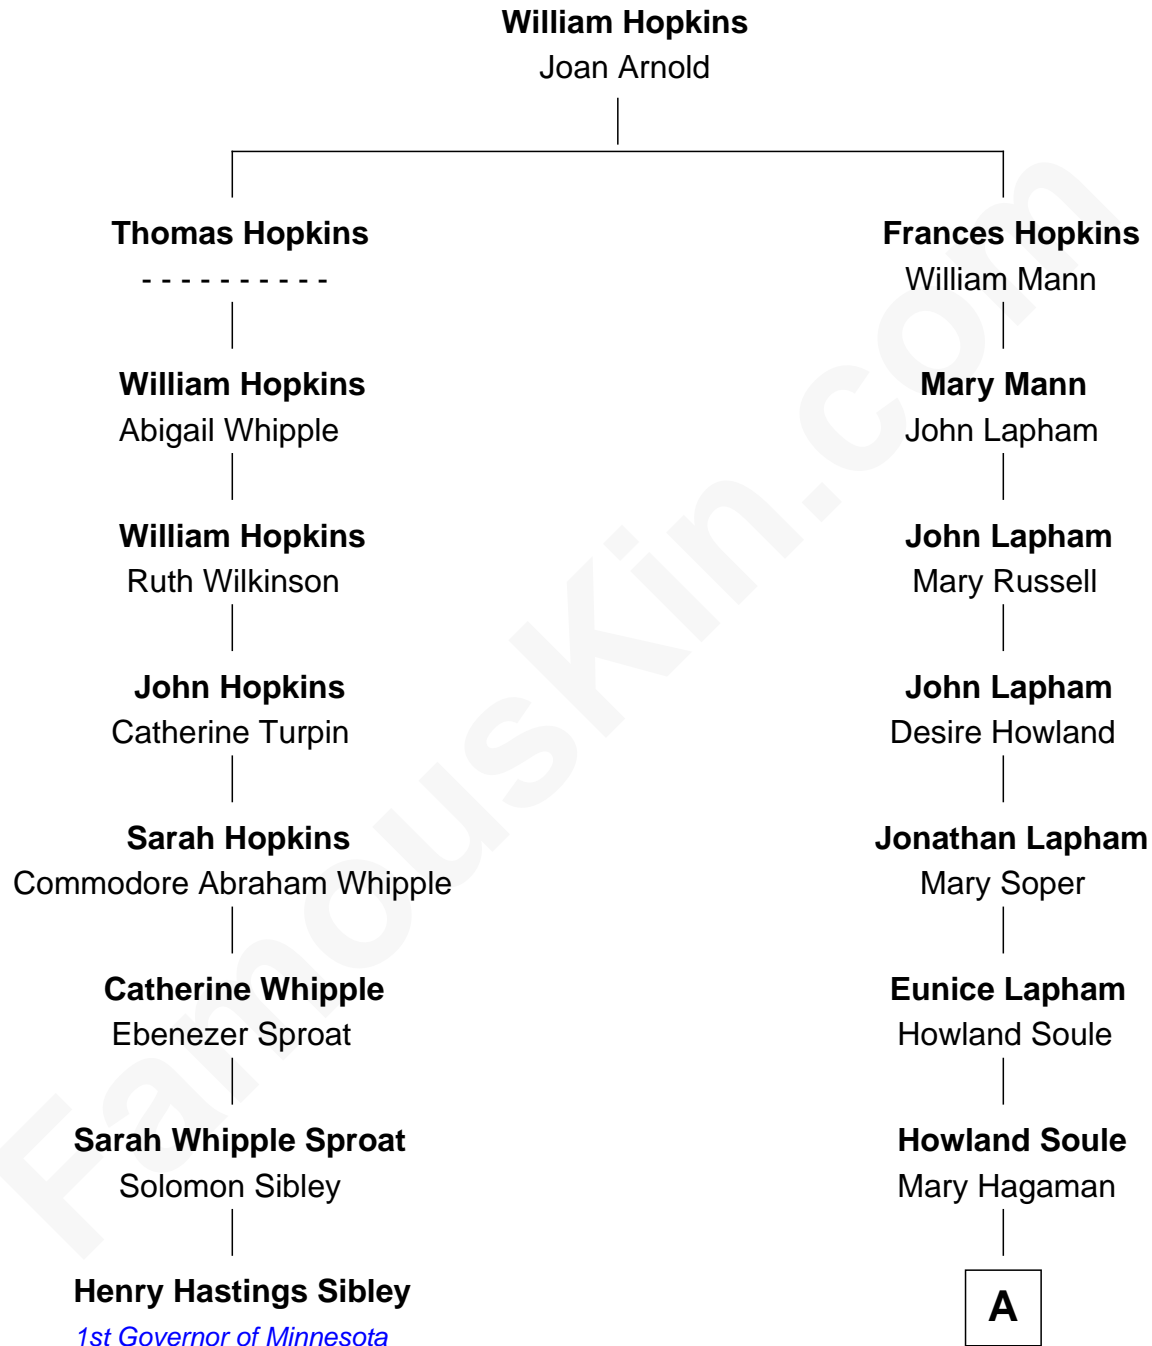 William Hopkins
Joan Arnold
Thomas Hopkins
- - - - - - - - - -
Frances Hopkins
William Mann
William Hopkins
Abigail Whipple
Mary Mann
John Lapham
William Hopkins
Ruth Wilkinson
John Lapham
Mary Russell
John Hopkins
Catherine Turpin
John Lapham
Desire Howland
Sarah Hopkins
Commodore Abraham Whipple
Jonathan Lapham
Mary Soper
Catherine Whipple
Ebenezer Sproat
Eunice Lapham
Howland Soule
Sarah Whipple Sproat
Solomon Sibley
Howland Soule
Mary Hagaman
Henry Hastings Sibley
1st Governor of Minnesota
A
FamousKin.com